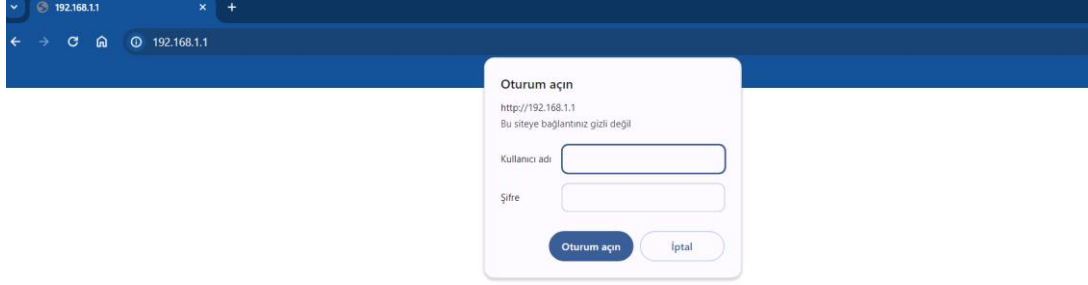 192.168.1.1
192.168.1.1
Oturum açın
http://192.168.1.1
Bu siteye bağlantınız gizli değil
Kullanıcı adı
Şifre
Oturum açın İptal